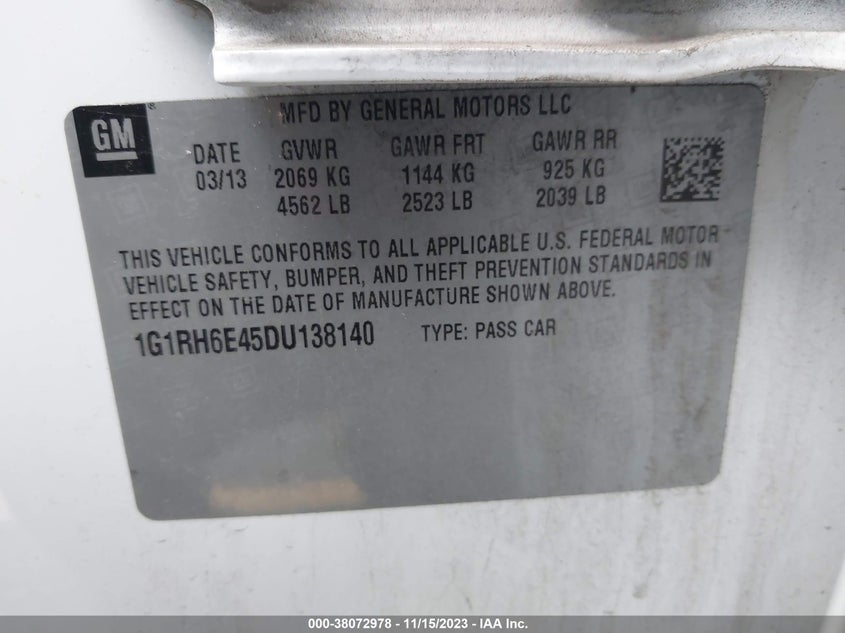 MFD BY GENERAL MOTORS LLC
GM®
DATE GVWR GAWR FRT GAWR RR
03/13 2069 KG 1144 KG 925 KG
4562 LB 2523 LB 2039 LB
THIS VEHICLE CONFORMS TO ALL APPLICABLE U.S. FEDERAL MOTOR
VEHICLE SAFETY, BUMPER, AND THEFT PREVENTION STANDARDS IN
EFFECT ON THE DATE OF MANUFACTURE SHOWN ABOVE.
1G1RH6E45DU138140 TYPE: PASS CAR
000-38072978 - 11/15/2023 - IAA Inc.